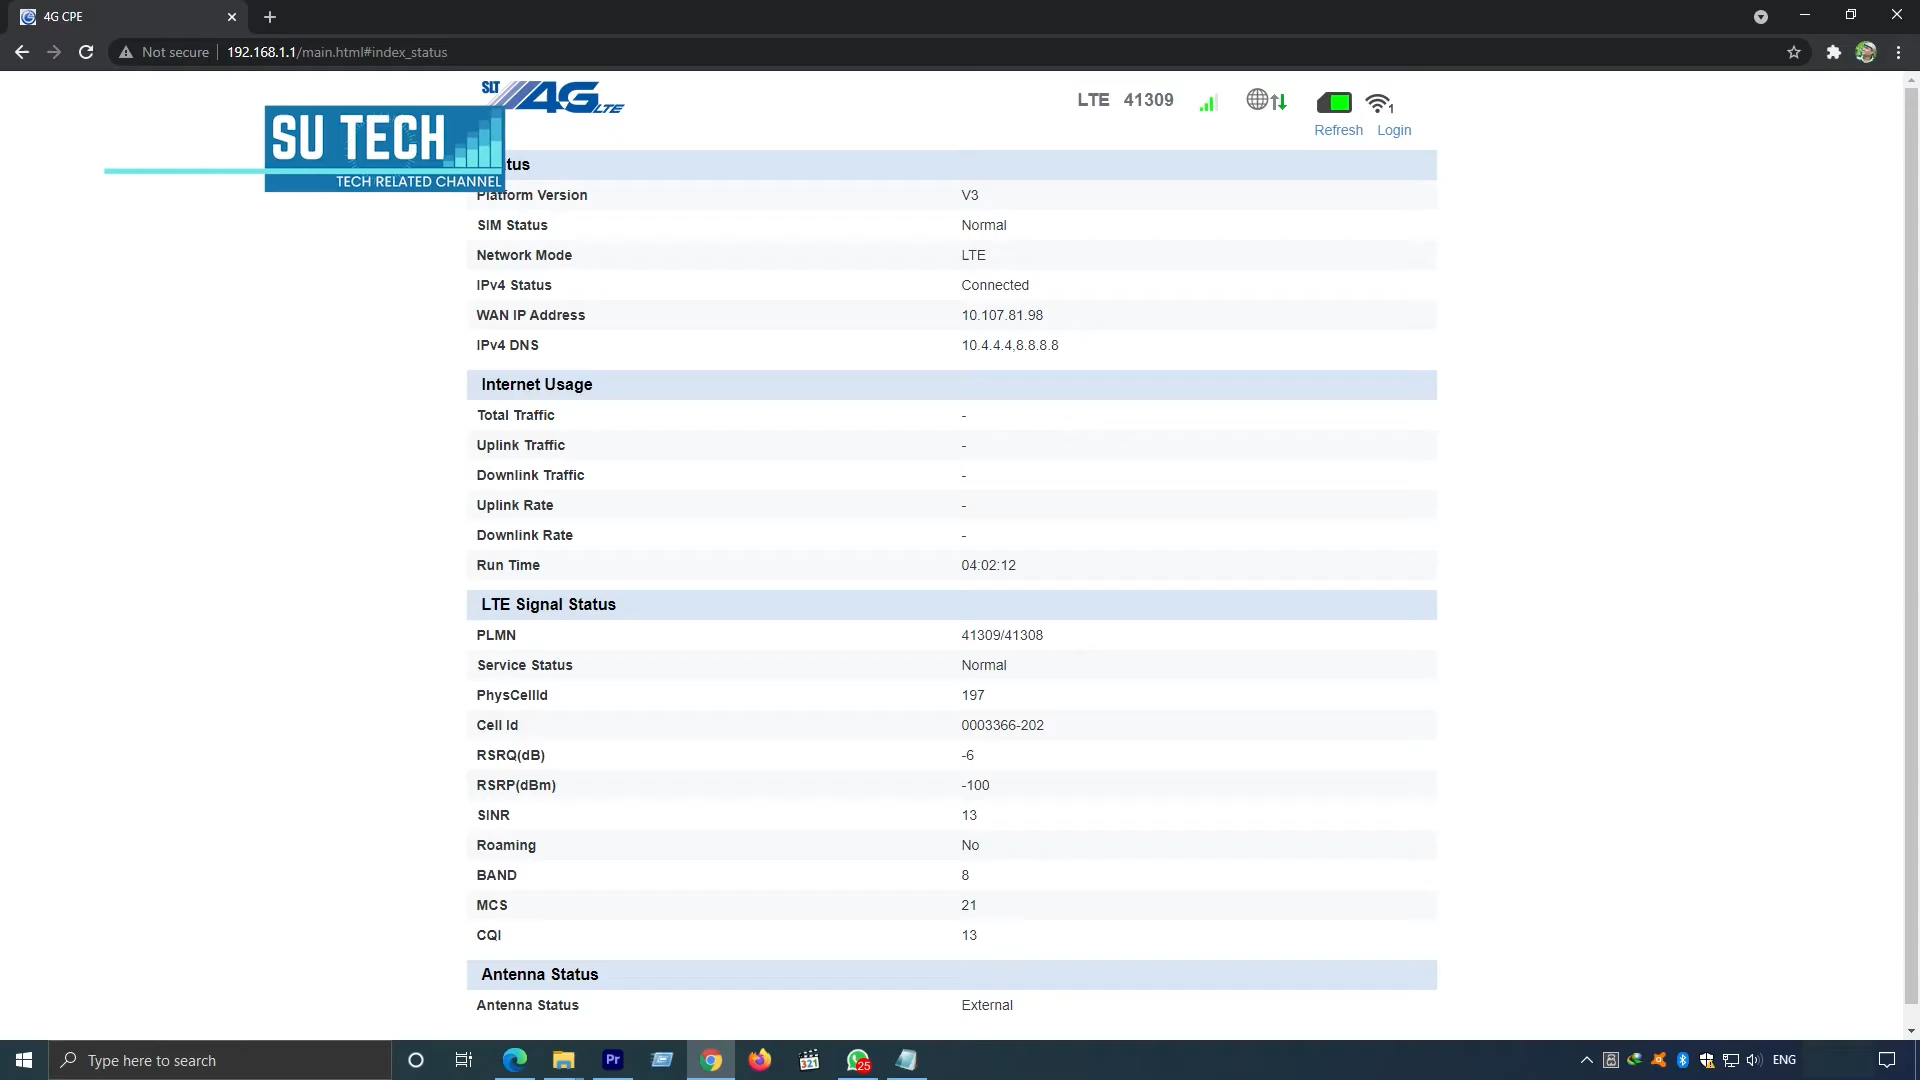 4G CPE
Not secure 192.168.1.1/main.html#index_status
SLT 4G LTE
LTE 41309
1
Refresh Login
SU TECH
TECH RELATED CHANNEL
tus
Platform Version V3
SIM Status Normal
Network Mode LTE
IPv4 Status Connected
WAN IP Address 10.107.81.98
IPv4 DNS 10.4.4.4,8.8.8.8
Internet Usage
Total Traffic -
Uplink Traffic -
Downlink Traffic -
Uplink Rate -
Downlink Rate -
Run Time 04:02:12
LTE Signal Status
PLMN 41309/41308
Service Status Normal
PhysCellId 197
Cell Id 0003366-202
RSRQ(dB) -6
RSRP(dBm) -100
SINR 13
Roaming No
BAND 8
MCS 21
CQI 13
Antenna Status
Antenna Status External
Type here to search Pr 321 25 ENG